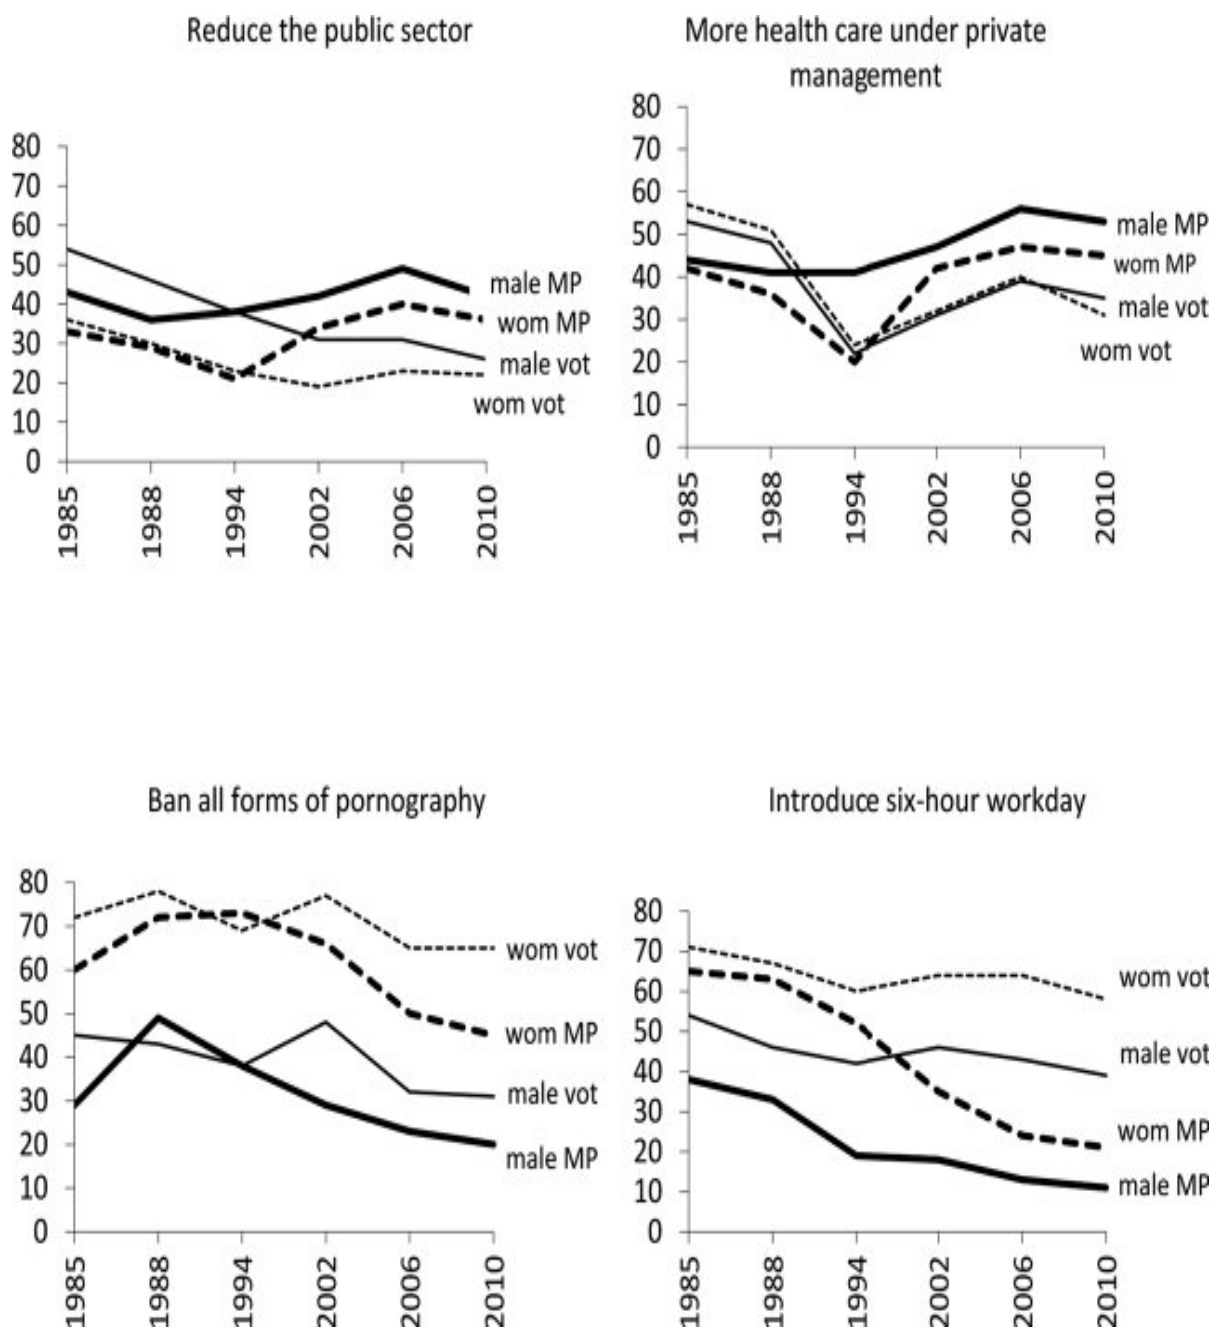 Reduce the public sector
80
70
60
50
40
30
20
10
0
male MP
wom MP
male vot
wom vot
1985
1988
1994
2002
2006
2010
More health care under private
management
80
70
60
50
40
30
20
10
0
male MP
wom MP
male vot
wom vot
1985
1988
1994
2002
2006
2010
Ban all forms of pornography
80
70
60
50
40
30
20
10
0
wom vot
wom MP
male vot
male MP
1985
1988
1994
2002
2006
2010
Introduce six-hour workday
80
70
60
50
40
30
20
10
0
wom vot
male vot
wom MP
male MP
1985
1988
1994
2002
2006
2010